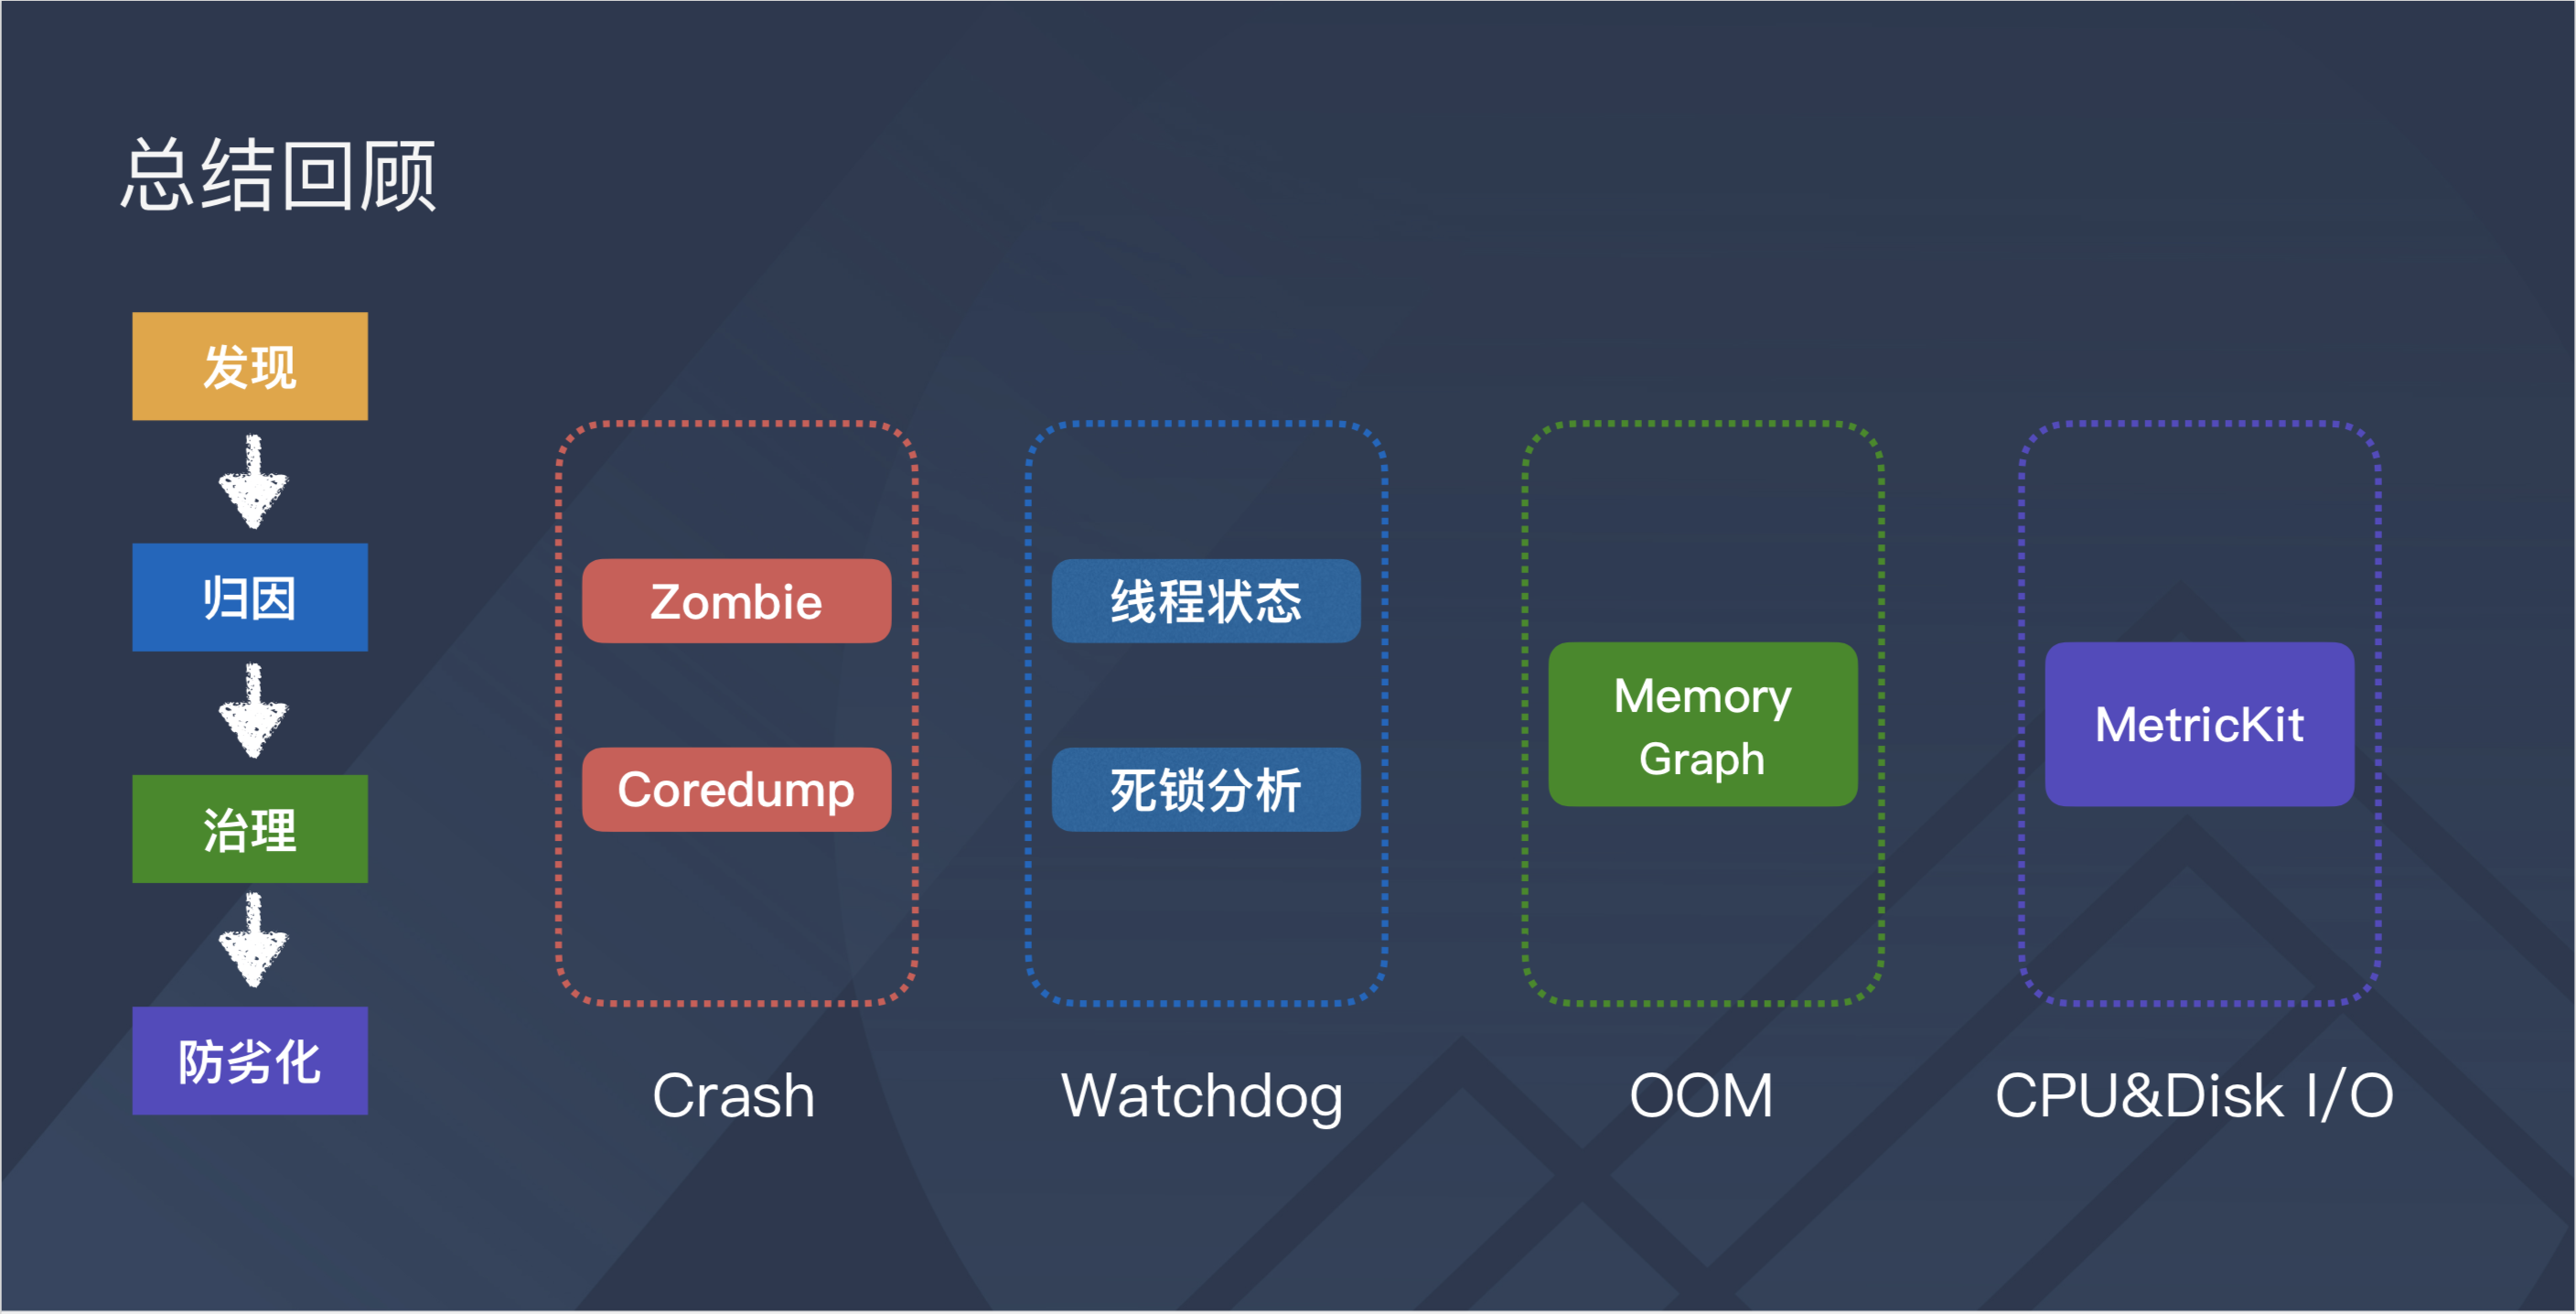 总结回顾
发现
归因
治理
防劣化
Zombie
Coredump
Crash
线程状态
死锁分析
Watchdog
Memory
Graph
OOM
MetricKit
CPU&Disk I/O